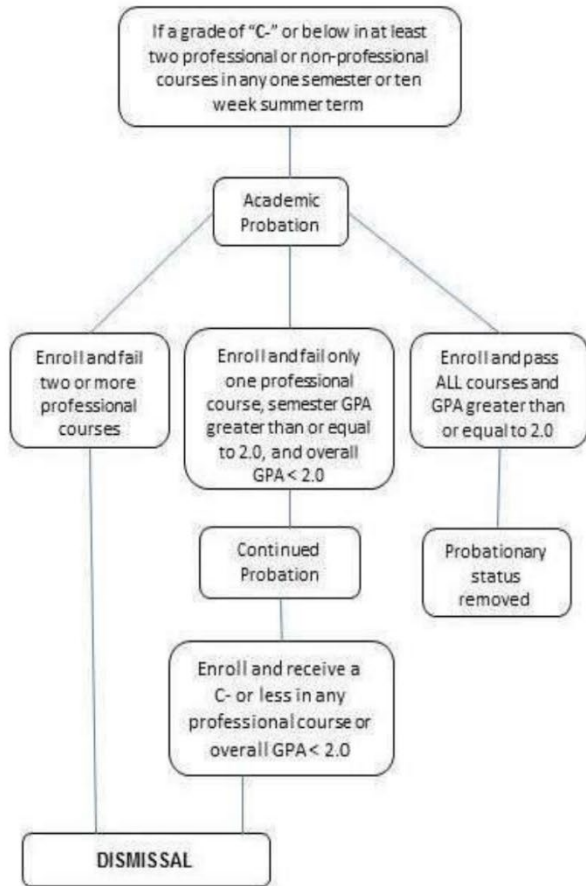 If a grade of "C-" or below in at least
two professional or non-professional
courses in any one semester or ten
week summer term
Academic
Probation
Enroll and fail
two or more
professional
courses
Enroll and fail only
one professional
course, semester GPA
greater than or equal
to 2.0, and overall
GPA < 2.0
Enroll and pass
ALL courses and
GPA greater than
or equal to 2.0
Continued
Probation
Probationary
status
removed
Enroll and receive a
C- or less in any
professional course or
overall GPA < 2.0
DISMISSAL